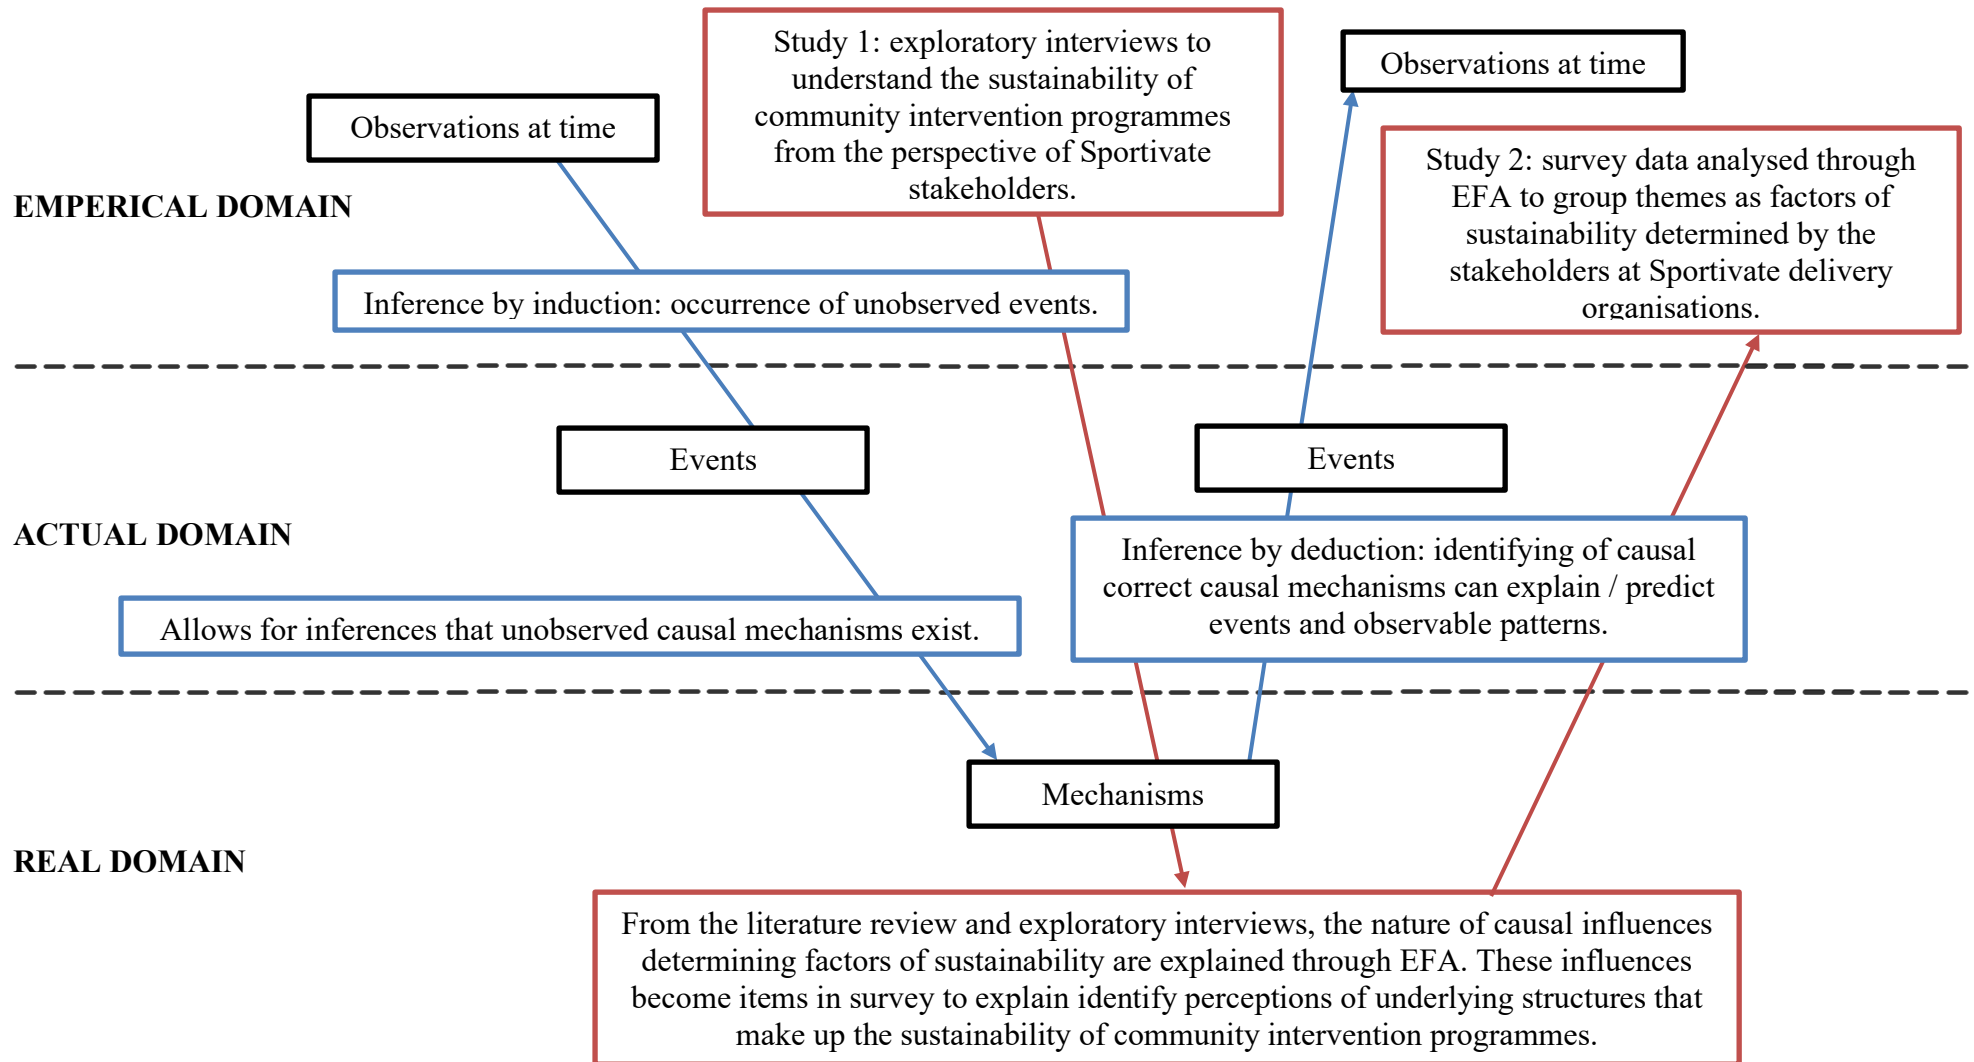 Study 1: exploratory interviews to
understand the sustainability of
community intervention programmes
from the perspective of Sportivate
stakeholders.
Observations at time
Observations at time
Study 2: survey data analysed through
EFA to group themes as factors of
sustainability determined by the
stakeholders at Sportivate delivery
organisations.
EMPERICAL DOMAIN
Inference by induction: occurrence of unobserved events.
Events
Events
ACTUAL DOMAIN
Inference by deduction: identifying of causal
correct causal mechanisms can explain / predict
events and observable patterns.
Allows for inferences that unobserved causal mechanisms exist.
Mechanisms
REAL DOMAIN
From the literature review and exploratory interviews, the nature of causal influences
determining factors of sustainability are explained through EFA. These influences
become items in survey to explain identify perceptions of underlying structures that
make up the sustainability of community intervention programmes.